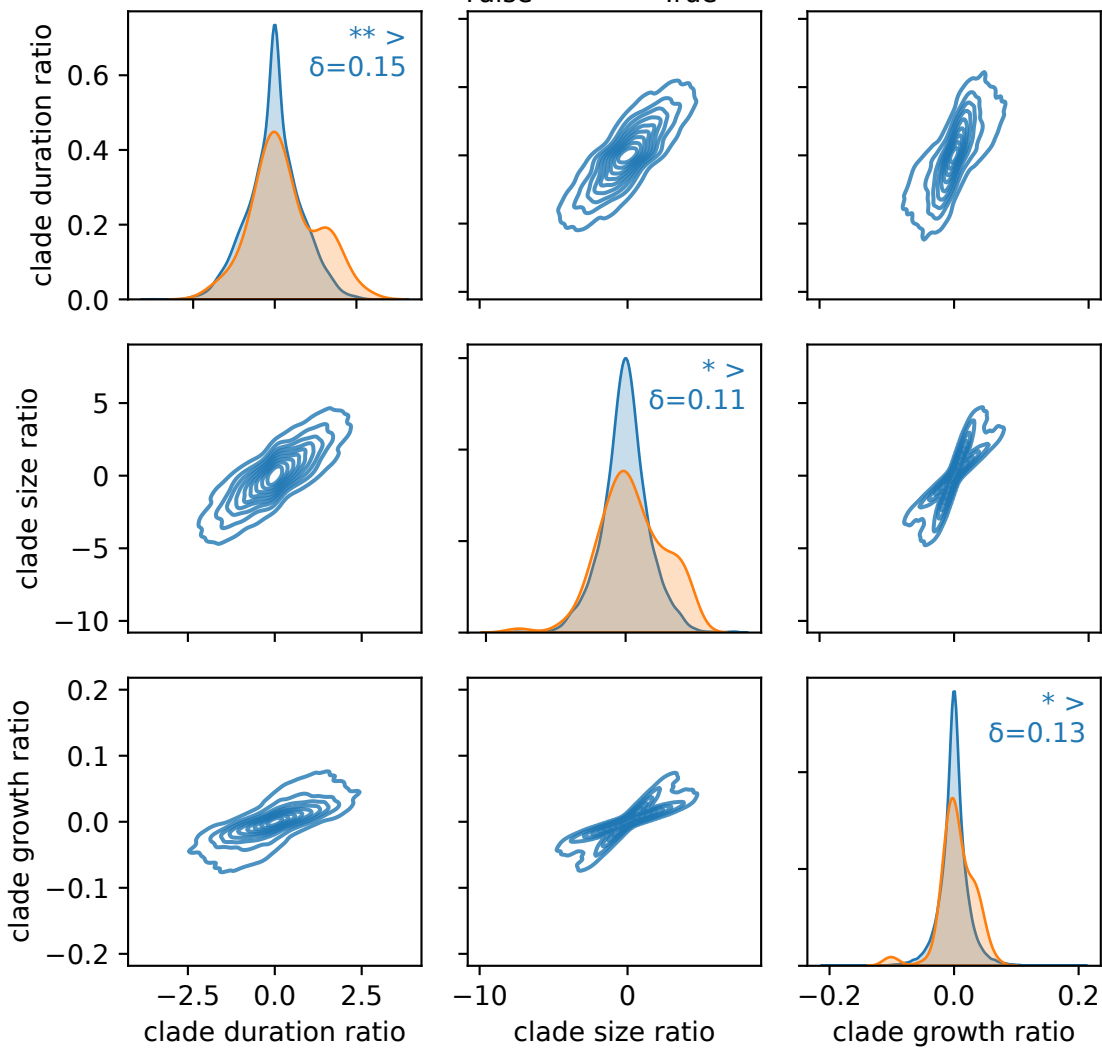 True
clade duration ratio
0.6
0.4
0.2
0.0
** >
δ=0.15
clade size ratio
5
0
−5
−10
* >
δ=0.11
clade growth ratio
0.2
0.1
0.0
−0.1
−0.2
* >
δ=0.13
−2.5 0.0 2.5
−10 0
−0.2 0.0 0.2
clade duration ratio
clade size ratio
clade growth ratio